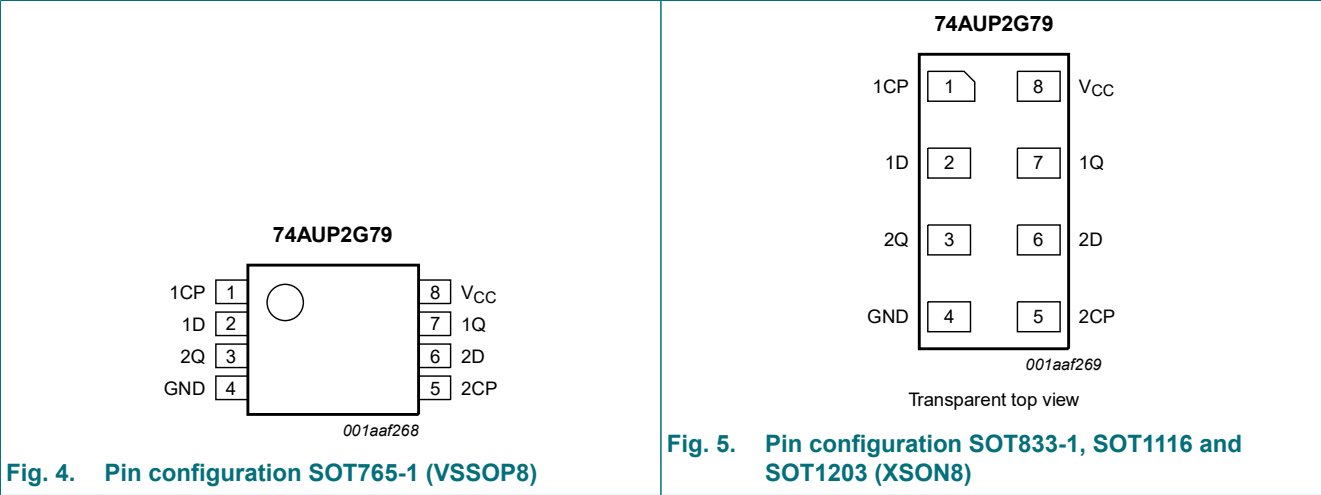 74AUP2G79
1CP 1 8 VCC
1D 2 7 1Q
2Q 3 6 2D
GND 4 5 2CP
001aaf268
Fig. 4. Pin configuration SOT765-1 (VSSOP8)
74AUP2G79
1CP 1 8 VCC
1D 2 7 1Q
2Q 3 6 2D
GND 4 5 2CP
001aaf269
Transparent top view
Fig. 5. Pin configuration SOT833-1, SOT1116 and
SOT1203 (XSON8)